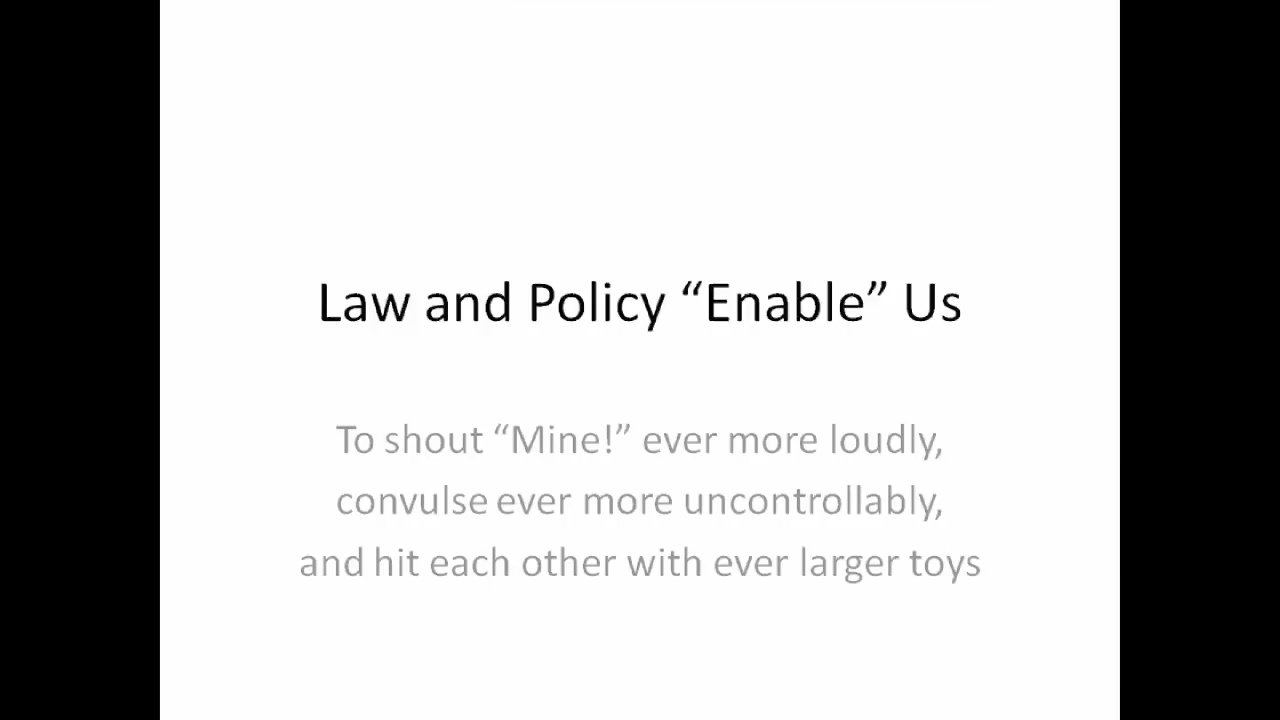 Law and Policy “Enable” Us
To shout “Mine!” ever more loudly,
convulse ever more uncontrollably,
and hit each other with ever larger toys